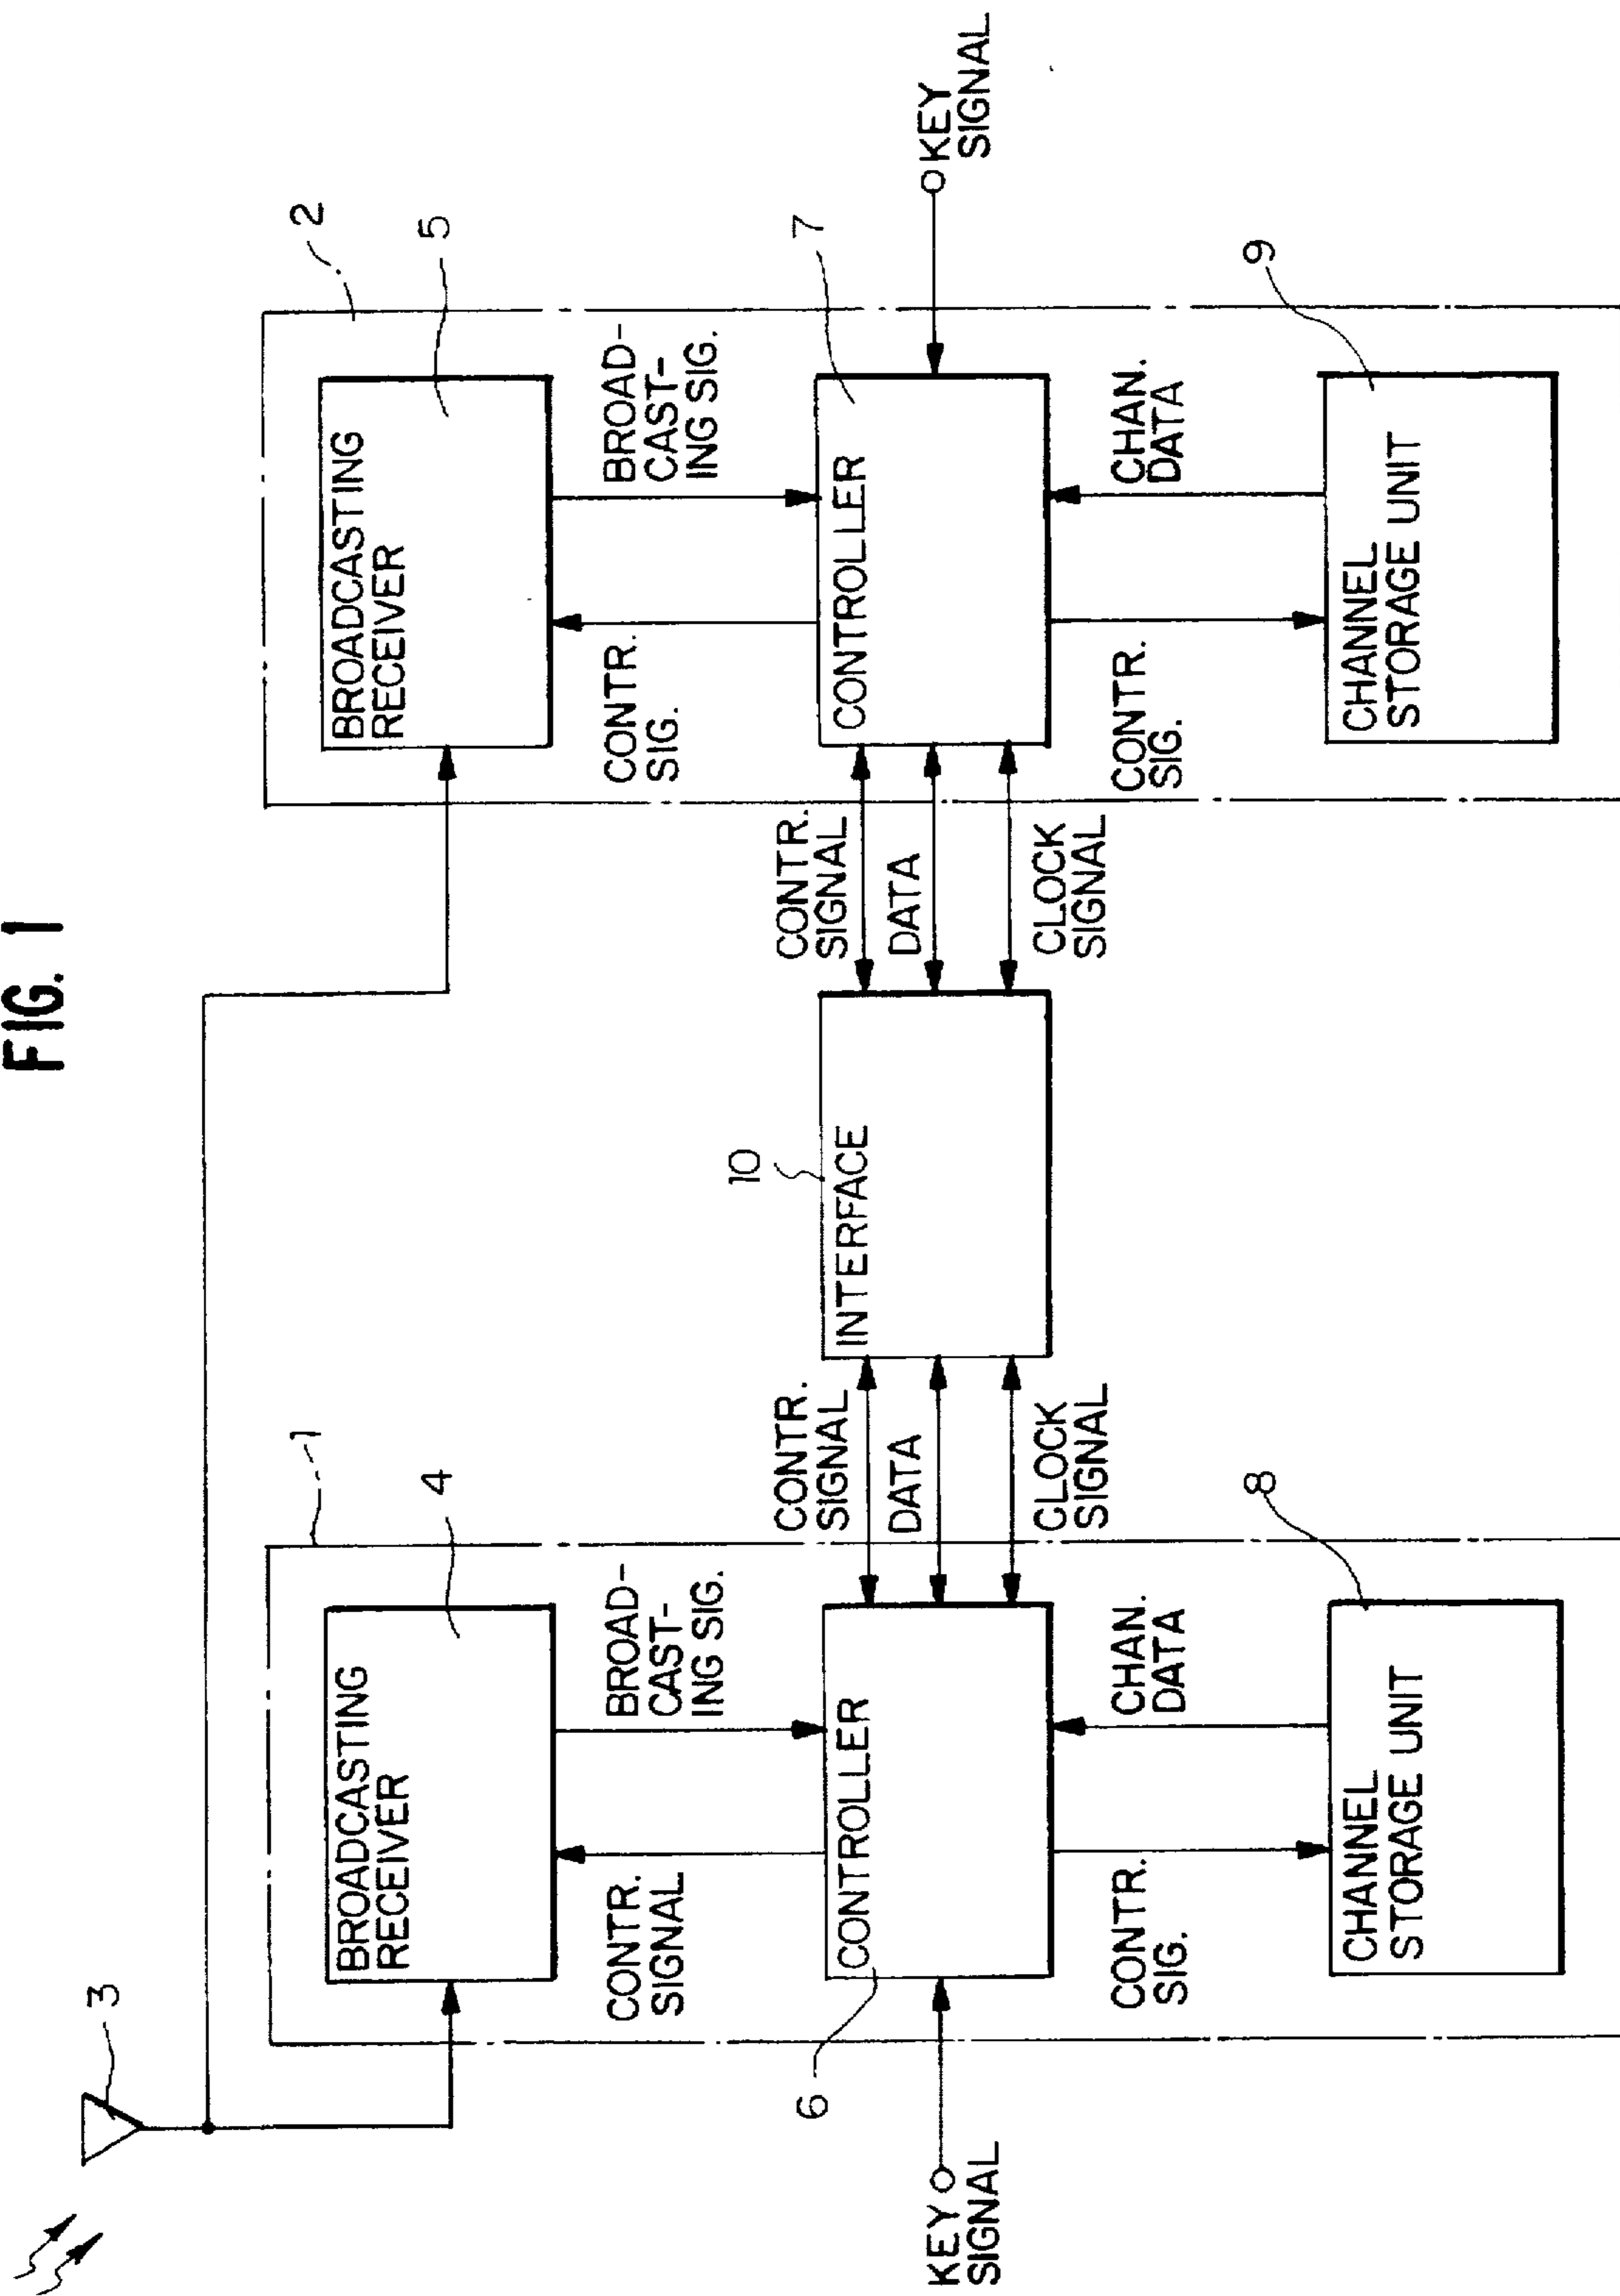 FIG. 1
3
1
2
BROADCASTING
RECEIVER
4
BROADCASTING
RECEIVER
5
CONTR.
SIGNAL
BROAD-
CAST-
ING SIG.
CONTR.
SIG.
BROAD-
CAST-
ING SIG.
KEY
SIGNAL
6
CONTROLLER
CONTR.
SIGNAL
DATA
CLOCK
SIGNAL
10
INTERFACE
CONTR.
SIGNAL
DATA
CLOCK
SIGNAL
CONTROLLER
7
KEY
SIGNAL
CONTR.
SIG.
CHAN.
DATA
CONTR.
SIG.
CHAN.
DATA
CHANNEL
STORAGE UNIT
8
CHANNEL
STORAGE UNIT
9